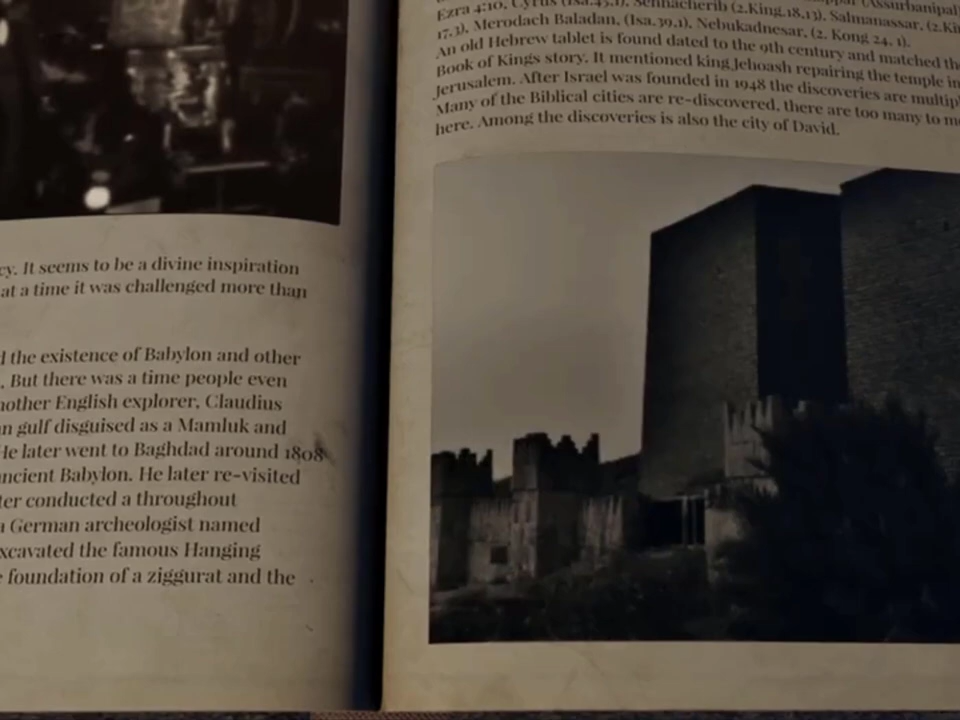 cy. It seems to be a divine inspiration
at a time it was challenged more than
d the existence of Babylon and other
. But there was a time people even
nother English explorer, Claudius
n gulf disguised as a Mamluk and
He later went to Baghdad around 1808
ancient Babylon. He later re-visited
ter conducted a throughout
a German archeologist named
xcavated the famous Hanging
e foundation of a ziggurat and the
(Assurbanipal
Ezra 4:10, Cyrus (Isa.45.1), Sennacherib (2.King.18,13), Salmanassar, (2.Ki
17.3), Merodach Baladan, (Isa.39,1), Nebukadnesar, (2. Kong 24, 1).
An old Hebrew tablet is found dated to the 9th century and matched th
Book of Kings story. It mentioned king Jehoash repairing the temple in
Jerusalem. After Israel was founded in 1948 the discoveries are multip
Many of the Biblical cities are re-discovered, there are too many to me
here. Among the discoveries is also the city of David.